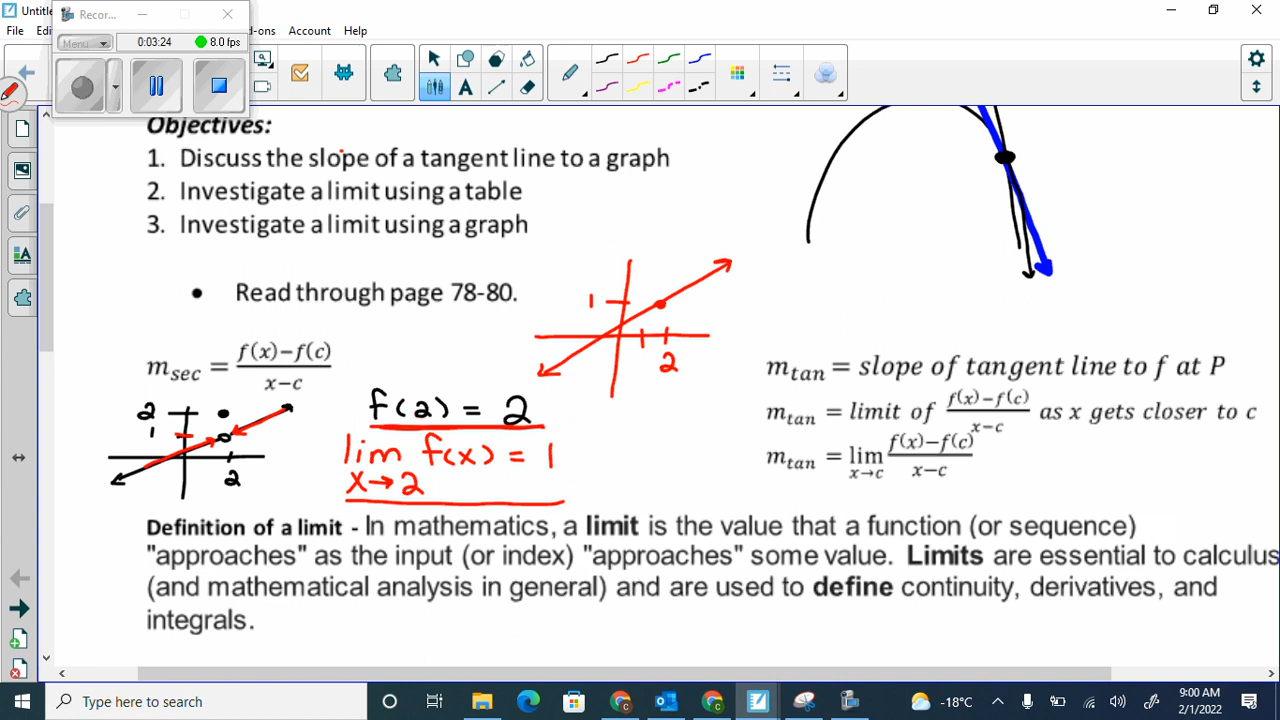 Untitle
Recor...
File
Ed
d-ons
Account
Help
Menu
0:03:24
8.0 fps
Objectives:
1. Discuss the slope of a tangent line to a graph
2. Investigate a limit using a table
3. Investigate a limit using a graph
• Read through page 78-80.
1
2
m_sec = f(x)−f(c) / x−c
2
1
2
f(2) = 2
lim f(x) = 1
x→2
m_tan = slope of tangent line to f at P
m_tan = limit of f(x)−f(c) / x−c as x gets closer to c
m_tan = lim x→c f(x)−f(c) / x−c
Definition of a limit - In mathematics, a limit is the value that a function (or sequence)
"approaches" as the input (or index) "approaches" some value. Limits are essential to calculus
(and mathematical analysis in general) and are used to define continuity, derivatives, and
integrals.
Type here to search
-18°C
9:00 AM
2/1/2022